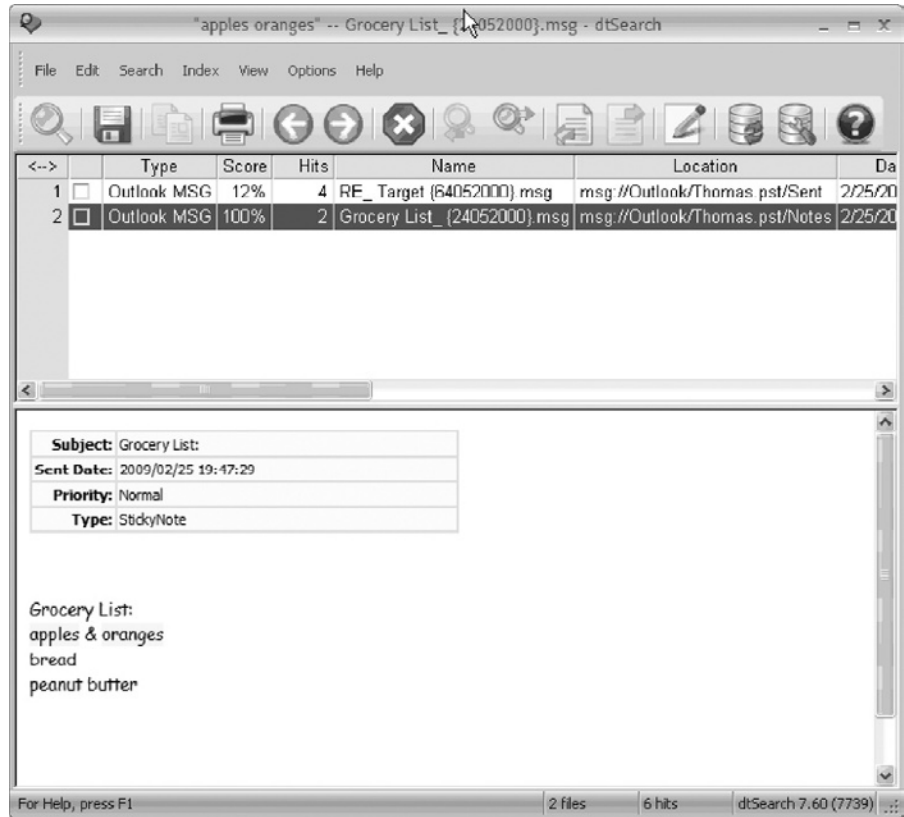 "apples oranges" -- Grocery List_ {24052000}.msg - dtSearch
File Edit Search Index View Options Help
<--> Type Score Hits Name Location Da
1 Outlook MSG 12% 4 RE_ Target {64052000}.msg msg://Outlook/Thomas.pst/Sent 2/25/20
2 Outlook MSG 100% 2 Grocery List_ {24052000}.msg msg://Outlook/Thomas.pst/Notes 2/25/20
Subject: Grocery List:
Sent Date: 2009/02/25 19:47:29
Priority: Normal
Type: StickyNote
Grocery List:
apples & oranges
bread
peanut butter
For Help, press F1 2 files 6 hits dtSearch 7.60 (7739)